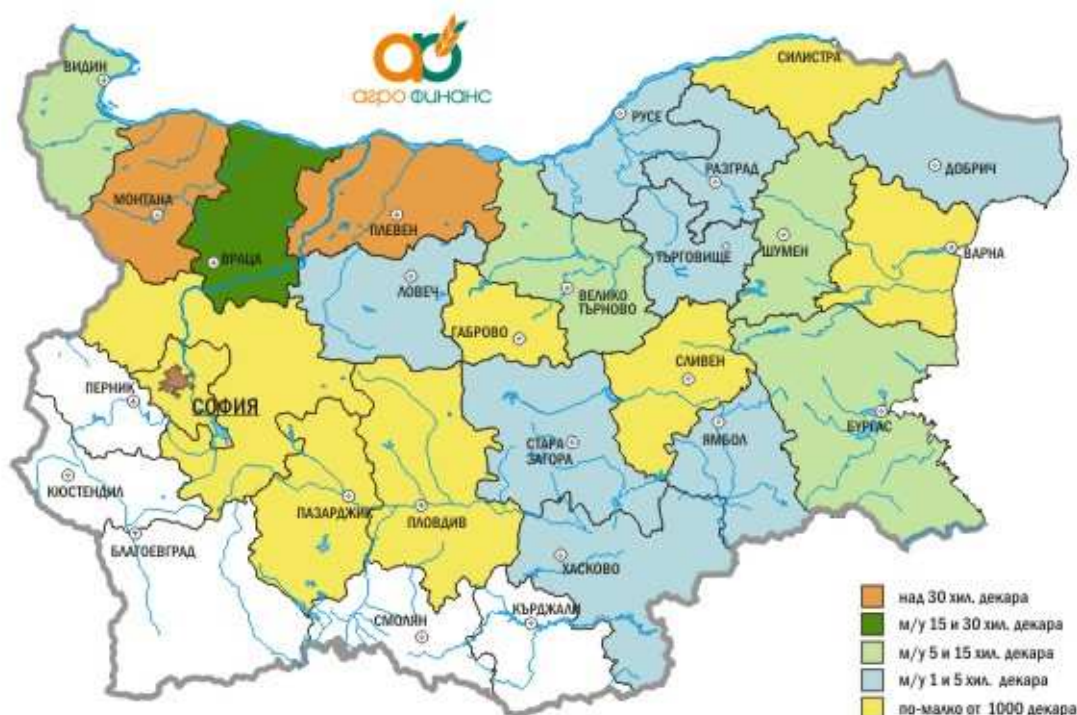 агро финанс
ВИДИН
СИЛИСТРА
РУСЕ
РАЗГРАД
ДОБРИЧ
МОНТАНА
ПЛЕВЕН
ВРАЦА
ЛОВЕЧ
ТЪРГОВИЩЕ
ШУМЕН
ВАРНА
ВЕЛИКО
ТЪРНОВО
ГАБРОВО
СЛИВЕН
ПЕРНИК
СОФИЯ
СТАРА
ЗАГОРА
ЯМБОЛ
БУРГАС
КЮСТЕНДИЛ
ПАЗАРДЖИК
ПЛОВДИВ
БЛАГОЕВГРАД
ХАСКОВО
СМОЛЯН
КЪРДЖАЛИ
над 30 хил. декара
м/у 15 и 30 хил. декара
м/у 5 и 15 хил. декара
м/у 1 и 5 хил. декара
по-малко от 1000 декара